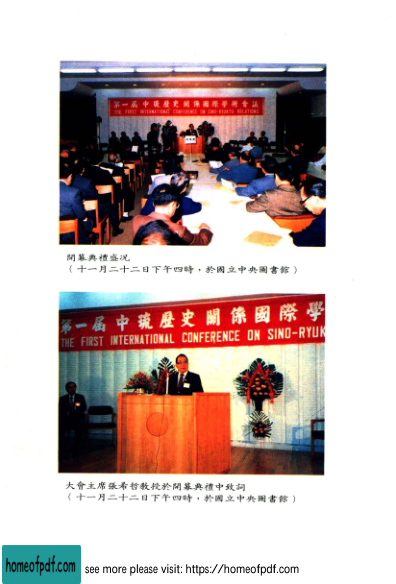 第一屆中琉歷史關係國際學術會議
THE FIRST INTERNATIONAL CONFERENCE ON SINO-RYUKYU RELATIONS
開幕典禮盛況
（十一月二十二日下午四時，於國立中央圖書館）
第一屆中琉歷史關係國際學
THE FIRST INTERNATIONAL CONFERENCE ON SINO-RYUK
大會主席張希哲教授於開幕典禮中致詞
（十一月二十二日下午四時，於國立中央圖書館）
homeofpdf.com
see more please visit: https://homeofpdf.com